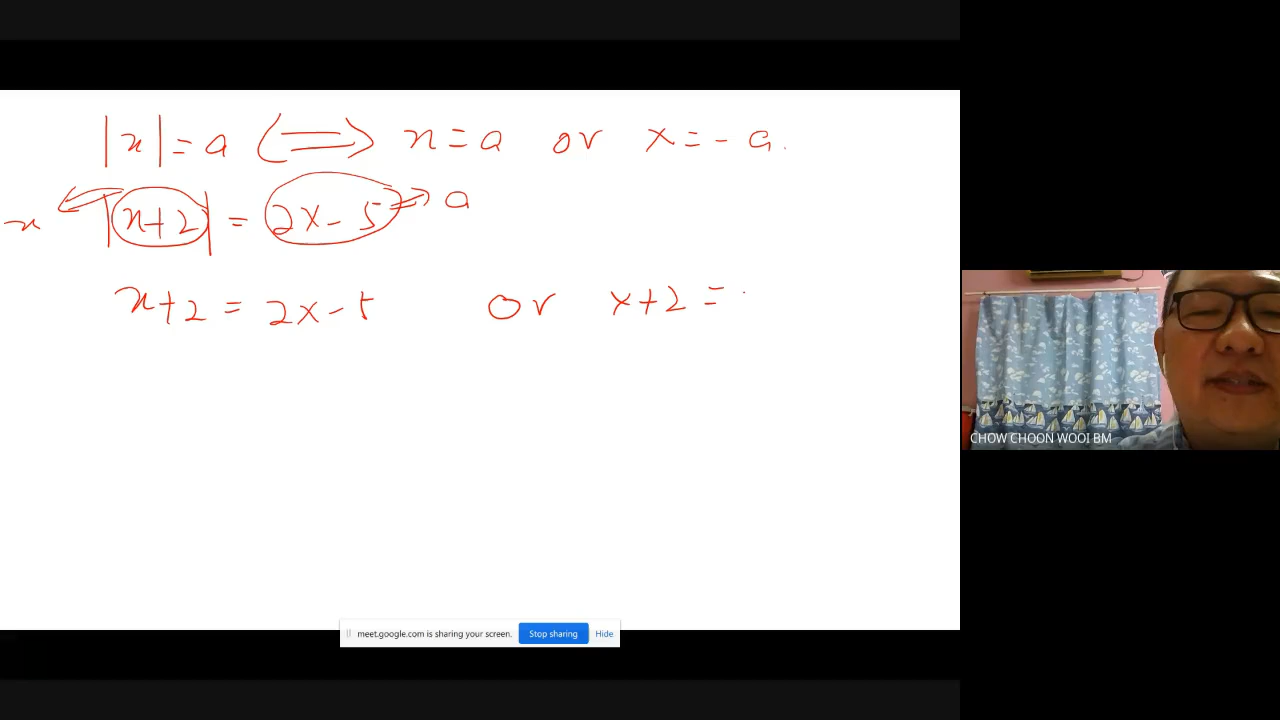 |x| = a ⟺ x = a or x = - a.
x |x+2| = 2x - 5 → a
x+2 = 2x - 5 or x+2 =
CHOW CHOON WOOI BM
meet.google.com is sharing your screen. Stop sharing Hide